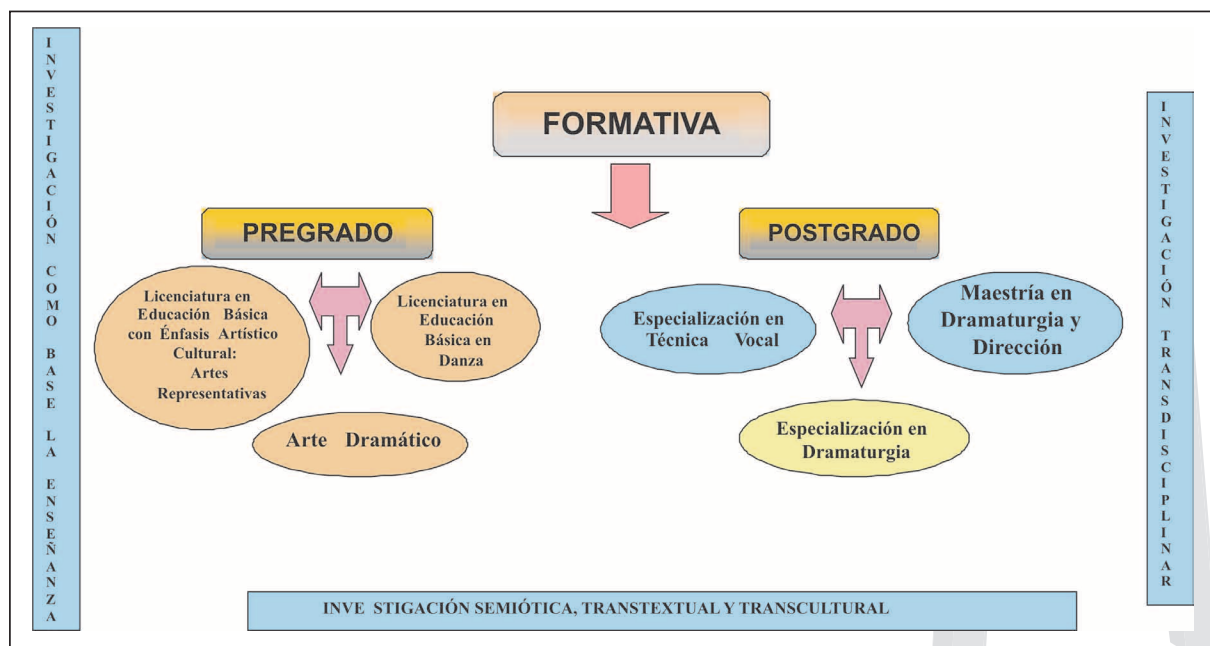 INVESTIGACIÓN COMO BASE LA ENSEÑANZA
FORMATIVA
PREGRADO
Licenciatura en
Educación Básica
con Énfasis Artístico
Cultural:
Artes
Representativas
Licenciatura en
Educación
Básica en
Danza
Arte Dramático
POSTGRADO
Especialización en
Técnica Vocal
Maestría en
Dramaturgia y
Dirección
Especialización en
Dramaturgia
INVESTIGACIÓN TRANSDISCIPLINAR
INVE STIGACIÓN SEMIÓTICA, TRANSTEXTUAL Y TRANSCULTURAL